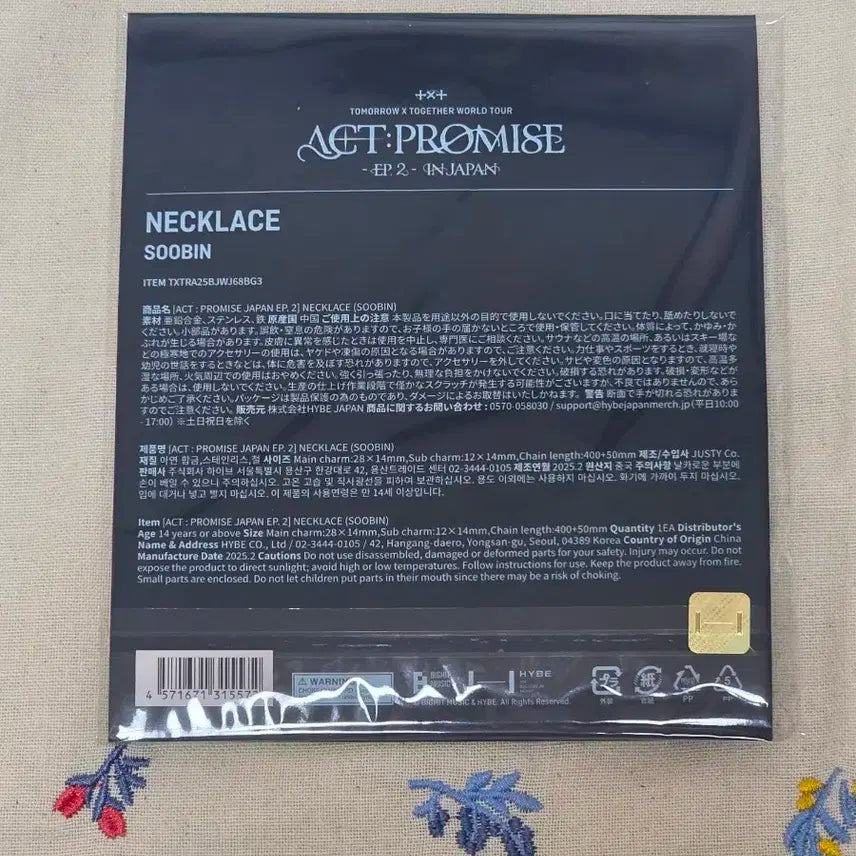 +×+
TOMORROW X TOGETHER WORLD TOUR
ACT:PROMISE
- EP. 2 - IN JAPAN
NECKLACE
SOOBIN
ITEM TXTRA25BJWJ68BG3
商品名 [ACT : PROMISE JAPAN EP. 2] NECKLACE (SOOBIN)
素材 亜鉛合金、ステンレス、鉄 原産国 中国 ご使用上の注意 本製品を用途以外の目的で使用しないでください。口に当てたり、舐めたりしないで
ください。小部品があります。誤飲・窒息の危険がありますので、お子様の手の届かないところで使用・保管してください。体質によって、かゆみ・か
ぶれが生じる場合があります。皮膚に異常を感じたときは使用を中止し、専門医にご相談ください。サウナなどの高温の場所、あるいはスキー場な
どの極寒地でのアクセサリーの使用は、ヤケドや凍傷の原因となる場合がありますので、ご注意ください。力仕事やスポーツをするとき、就寝時や
幼児の世話をするときなどは、体に危害を及ぼす恐れがありますので、アクセサリーを外してください。サビや変色の原因となりますので、高温多
湿な場所、火気周辺での使用はおやめください。強く引っ張ったり、無理な負担をかけないでください。破損する恐れがあります。破損・変形などが
ある場合は、使用しないでください。生産の仕上げ作業段階で僅かなスクラッチが発生する可能性がございますが、不良ではありませんので、あら
かじめご了承ください。パッケージは製品保護の為のものであり、ダメージによるお取替はいたしかねます。警告 断面で手が切れる恐れがあり
ますのでご注意ください。販売元 株式会社HYBE JAPAN 商品に関するお問い合わせ : 0570-058030 / support@hybejapanmerch.jp(平日10:00
- 17:00) ※土日祝日を除く
제품명 [ACT : PROMISE JAPAN EP. 2] NECKLACE (SOOBIN)
재질 아연 합금,스테인리스,철 사이즈 Main charm:28×14mm,Sub charm:12×14mm,Chain length:400+50mm 제조/수입사 JUSTY Co.
판매사 주식회사 하이브 서울특별시 용산구 한강대로 42, 용산트레이드 센터 02-3444-0105 제조연월 2025.2 원산지 중국 주의사항 날카로운 부분에
손이 베일 수 있으니 주의하십시오. 고온 고습 및 직사광선을 피하여 보관하십시오. 용도 이외에는 사용하지 마십시오. 화기에 가까이 두지 마십시오.
입에 대거나 넣고 빨지 마십시오. 이 제품의 사용연령은 만 14세 이상입니다.
Item [ACT : PROMISE JAPAN EP. 2] NECKLACE (SOOBIN)
Age 14 years or above Size Main charm:28×14mm,Sub charm:12×14mm,Chain length:400+50mm Quantity 1EA Distributor's
Name & Address HYBE CO., Ltd / 02-3444-0105 / 42, Hangang-daero, Yongsan-gu, Seoul, 04389 Korea Country of Origin China
Manufacture Date 2025.2 Cautions Do not use disassembled, damaged or deformed parts for your safety. Injury may occur. Do not
expose the product to direct sunlight; avoid high or low temperatures. Follow instructions for use. Keep the product away from fire.
Small parts are enclosed. Do not let children put parts in their mouth since there may be a risk of choking.
4 571671 31557
WARNING
BIGHIT MUSIC
HYBE
© BIGHIT MUSIC & HYBE. All Rights Reserved.
プラ
外装
紙
台紙
PP
5
PP